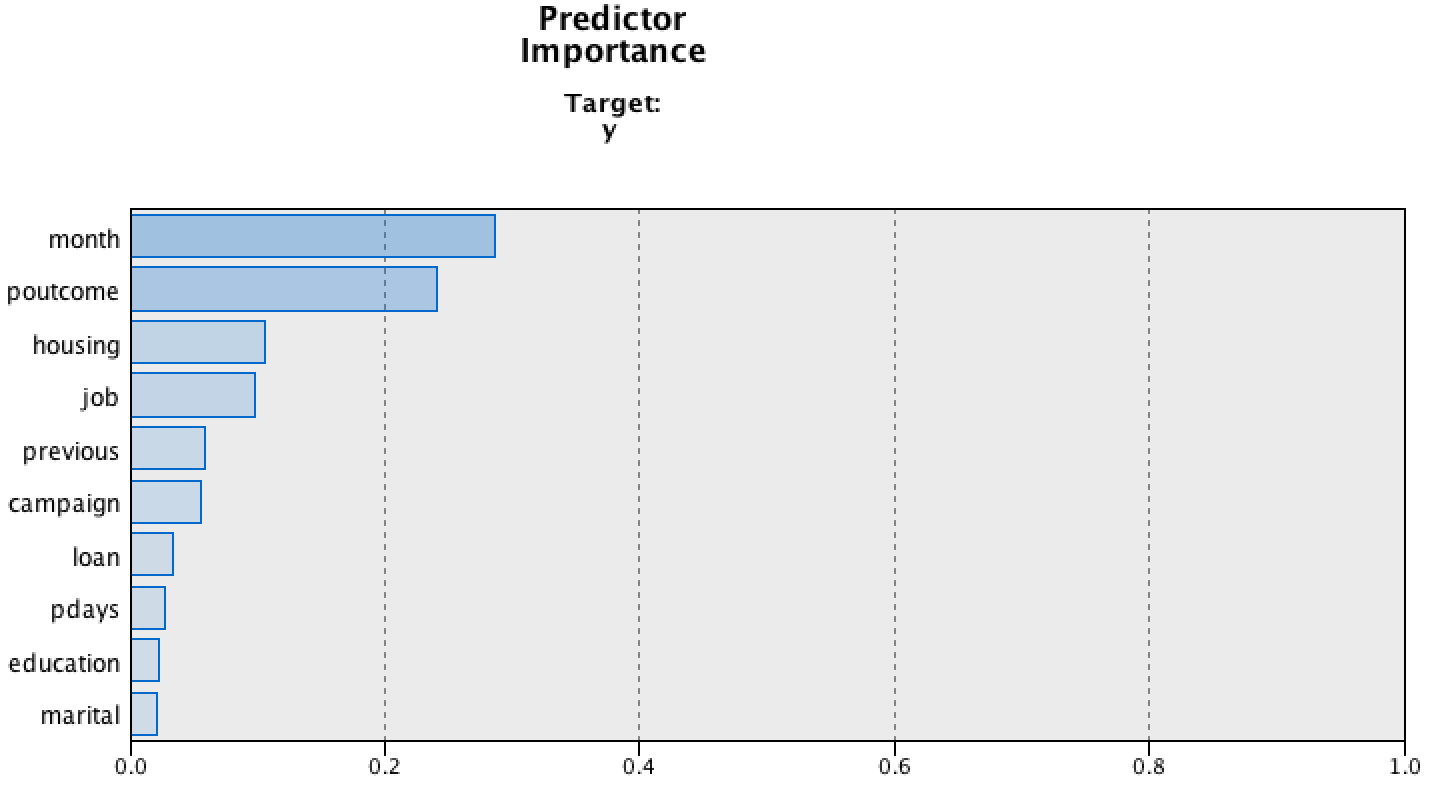 Predictor
Importance
Target:
y
month
poutcome
housing
job
previous
campaign
loan
pdays
education
marital
0.0 0.2 0.4 0.6 0.8 1.0